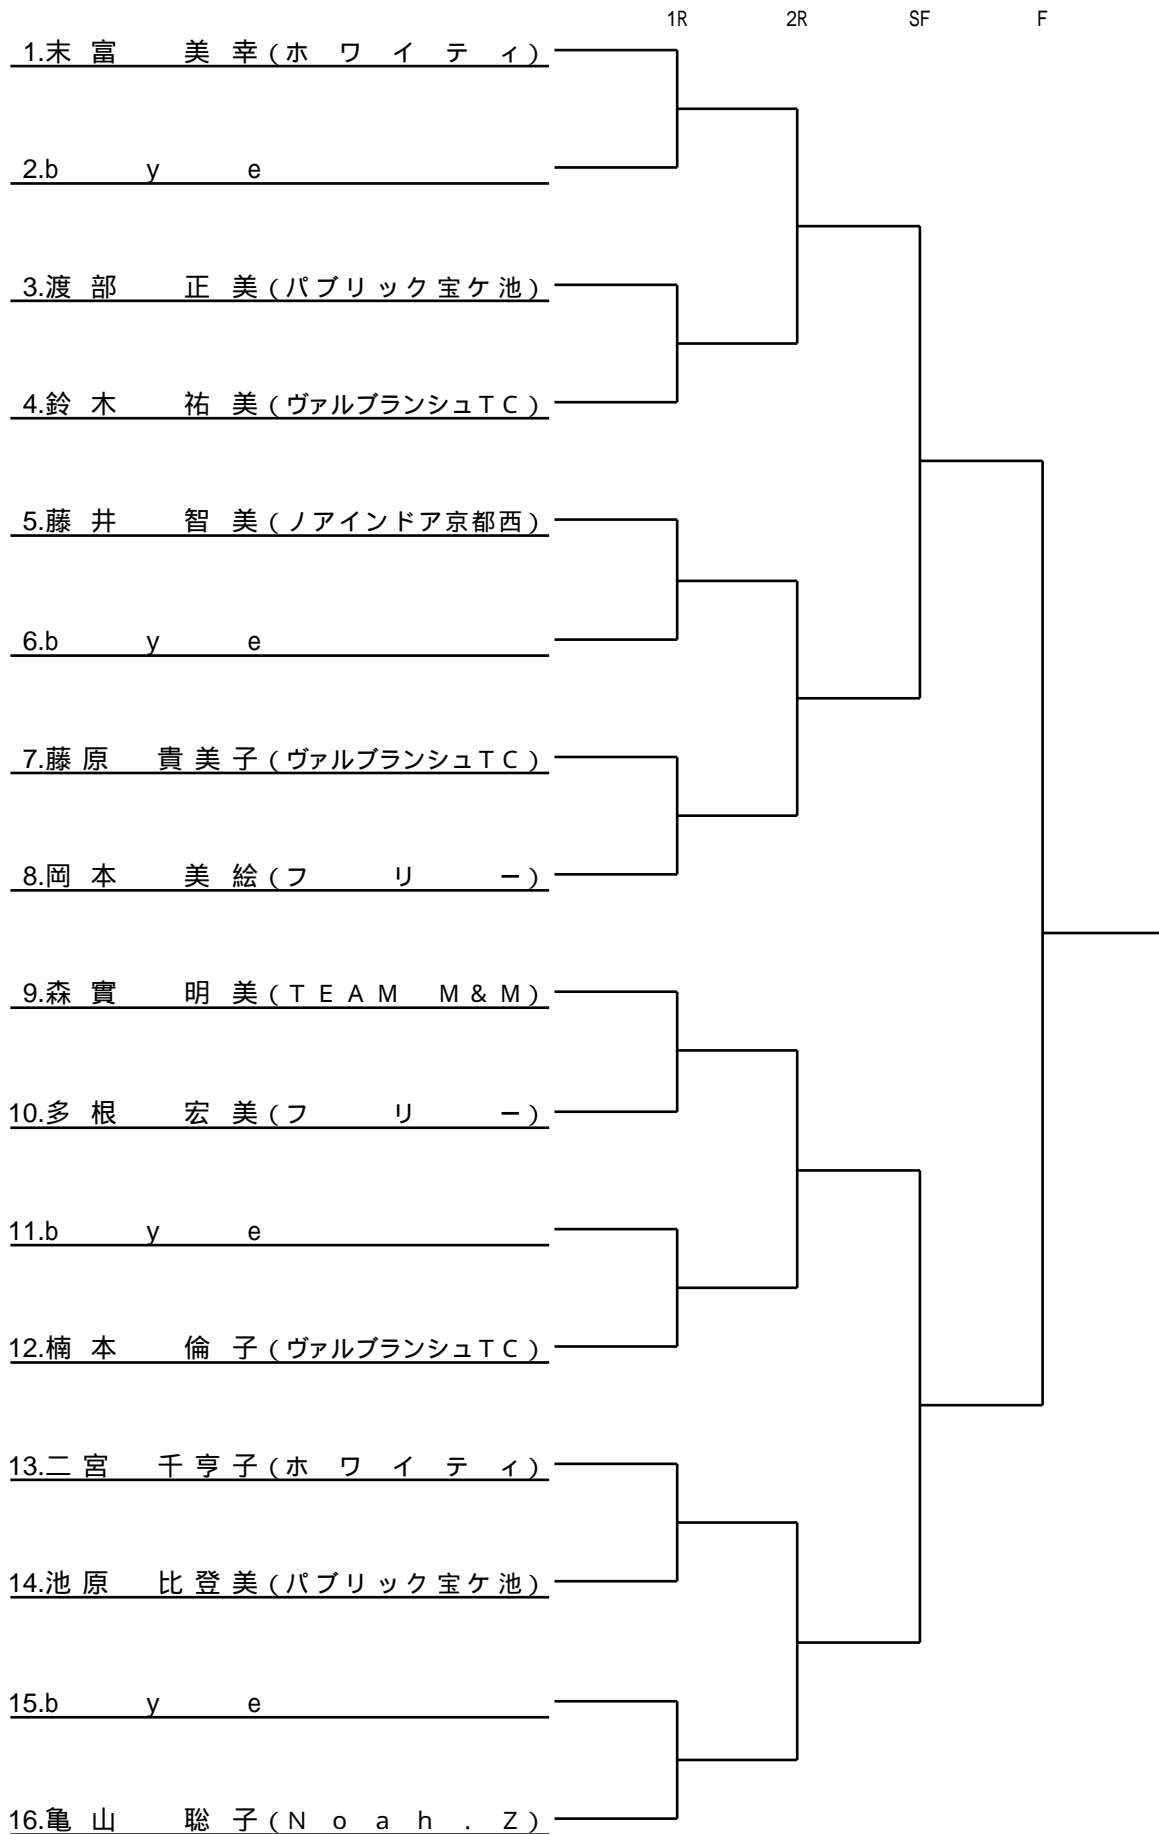 1R 2R SF F
1.末富 美幸(ホワイティ)
2.bye
3.渡部 正美(パブリック宝ケ池)
4.鈴木 祐美(ヴァルブランシュTC)
5.藤井 智美(ノアインドア京都西)
6.bye
7.藤原 貴美子(ヴァルブランシュTC)
8.岡本 美絵(フリー)
9.森實 明美(TEAM M&M)
10.多根 宏美(フリー)
11.bye
12.楠本 倫子(ヴァルブランシュTC)
13.二宮 千亨子(ホワイティ)
14.池原 比登美(パブリック宝ケ池)
15.bye
16.亀山 聡子(Noah.Z)